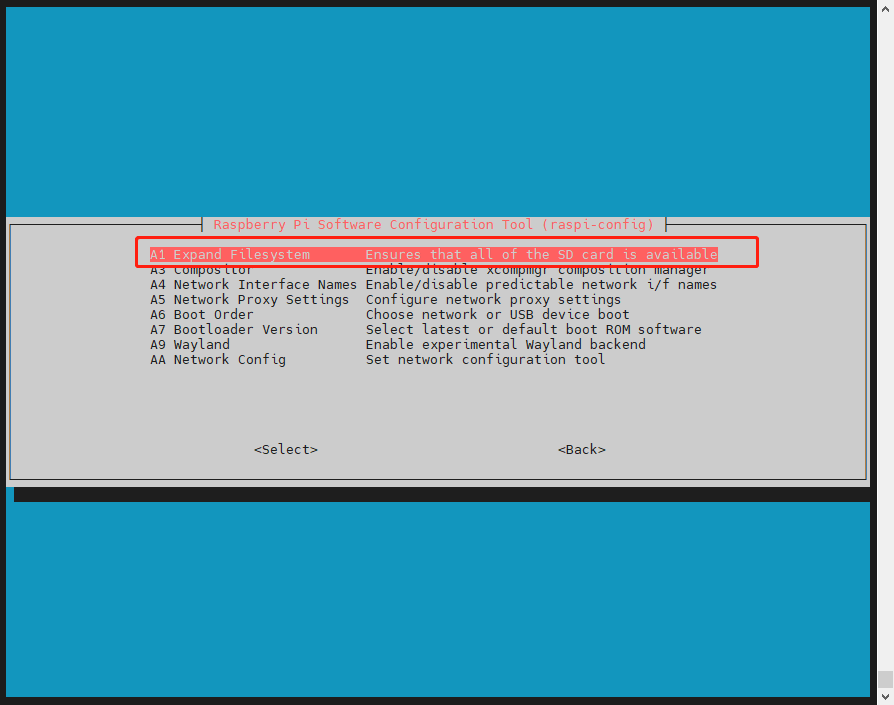 Raspberry Pi Software Configuration Tool (raspi-config)
A1 Expand Filesystem Ensures that all of the SD card is available
A3 Compositor Enable/disable xcompmgr composition manager
A4 Network Interface Names Enable/disable predictable network i/f names
A5 Network Proxy Settings Configure network proxy settings
A6 Boot Order Choose network or USB device boot
A7 Bootloader Version Select latest or default boot ROM software
A9 Wayland Enable experimental Wayland backend
AA Network Config Set network configuration tool
<Select> <Back>